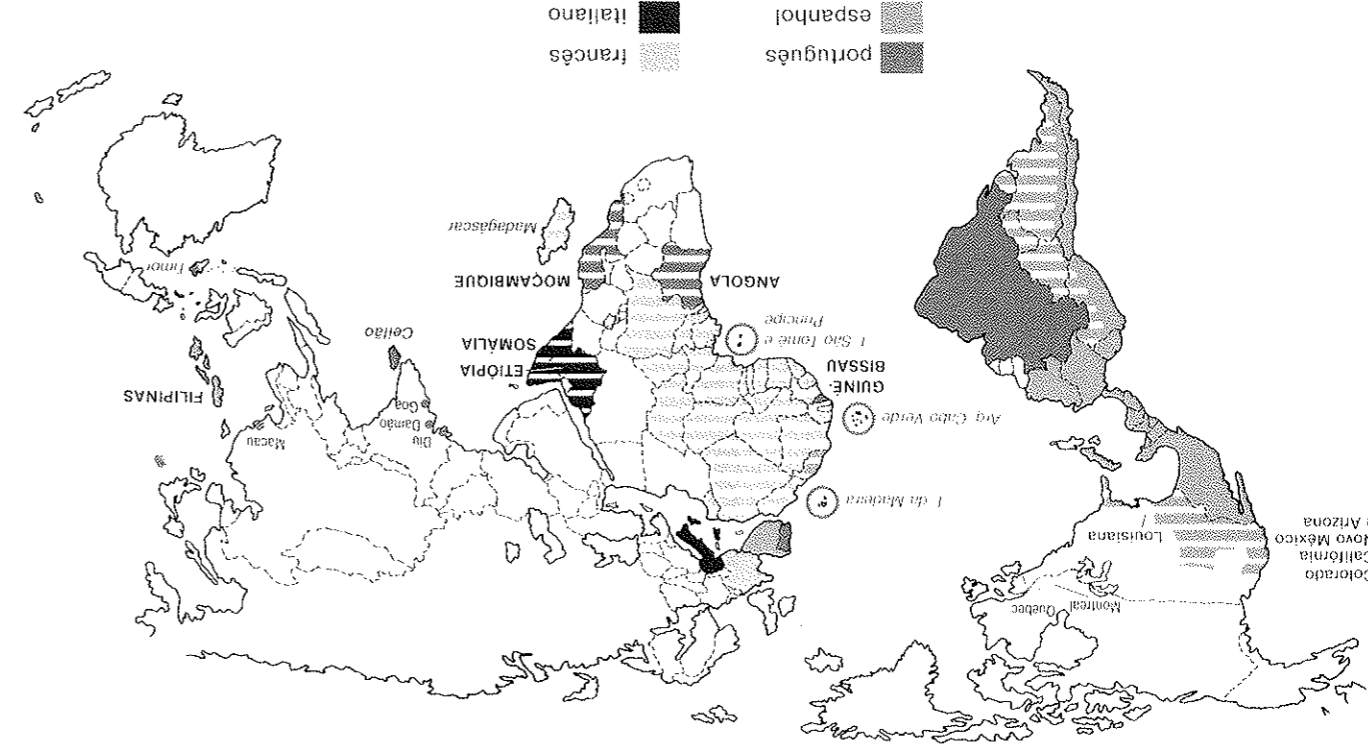 Colorado
Califórnia
Novo México
Arizona
Louisiana
Montreal
Quebec
I da Madeira
Arq Cabo Verde
GUINÉ-
BISSAU
I São Tomé e
Príncipe
ANGOLA
MOÇAMBIQUE
Madagáscar
ETIÓPIA
SOMÁLIA
Diu
Damão
Goa
Ceilão
Macau
FILIPINAS
Timor
português
espanhol
francês
italiano